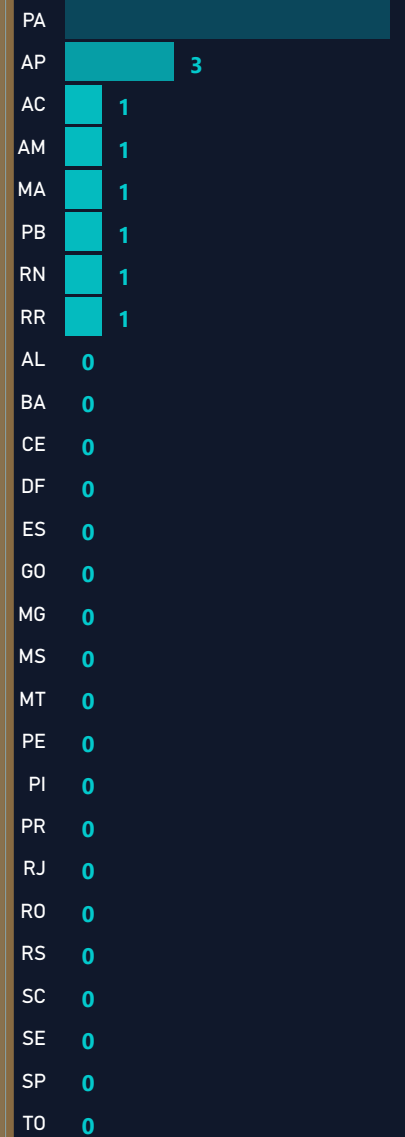 PA
AP 3
AC 1
AM 1
MA 1
PB 1
RN 1
RR 1
AL 0
BA 0
CE 0
DF 0
ES 0
GO 0
MG 0
MS 0
MT 0
PE 0
PI 0
PR 0
RJ 0
RO 0
RS 0
SC 0
SE 0
SP 0
TO 0